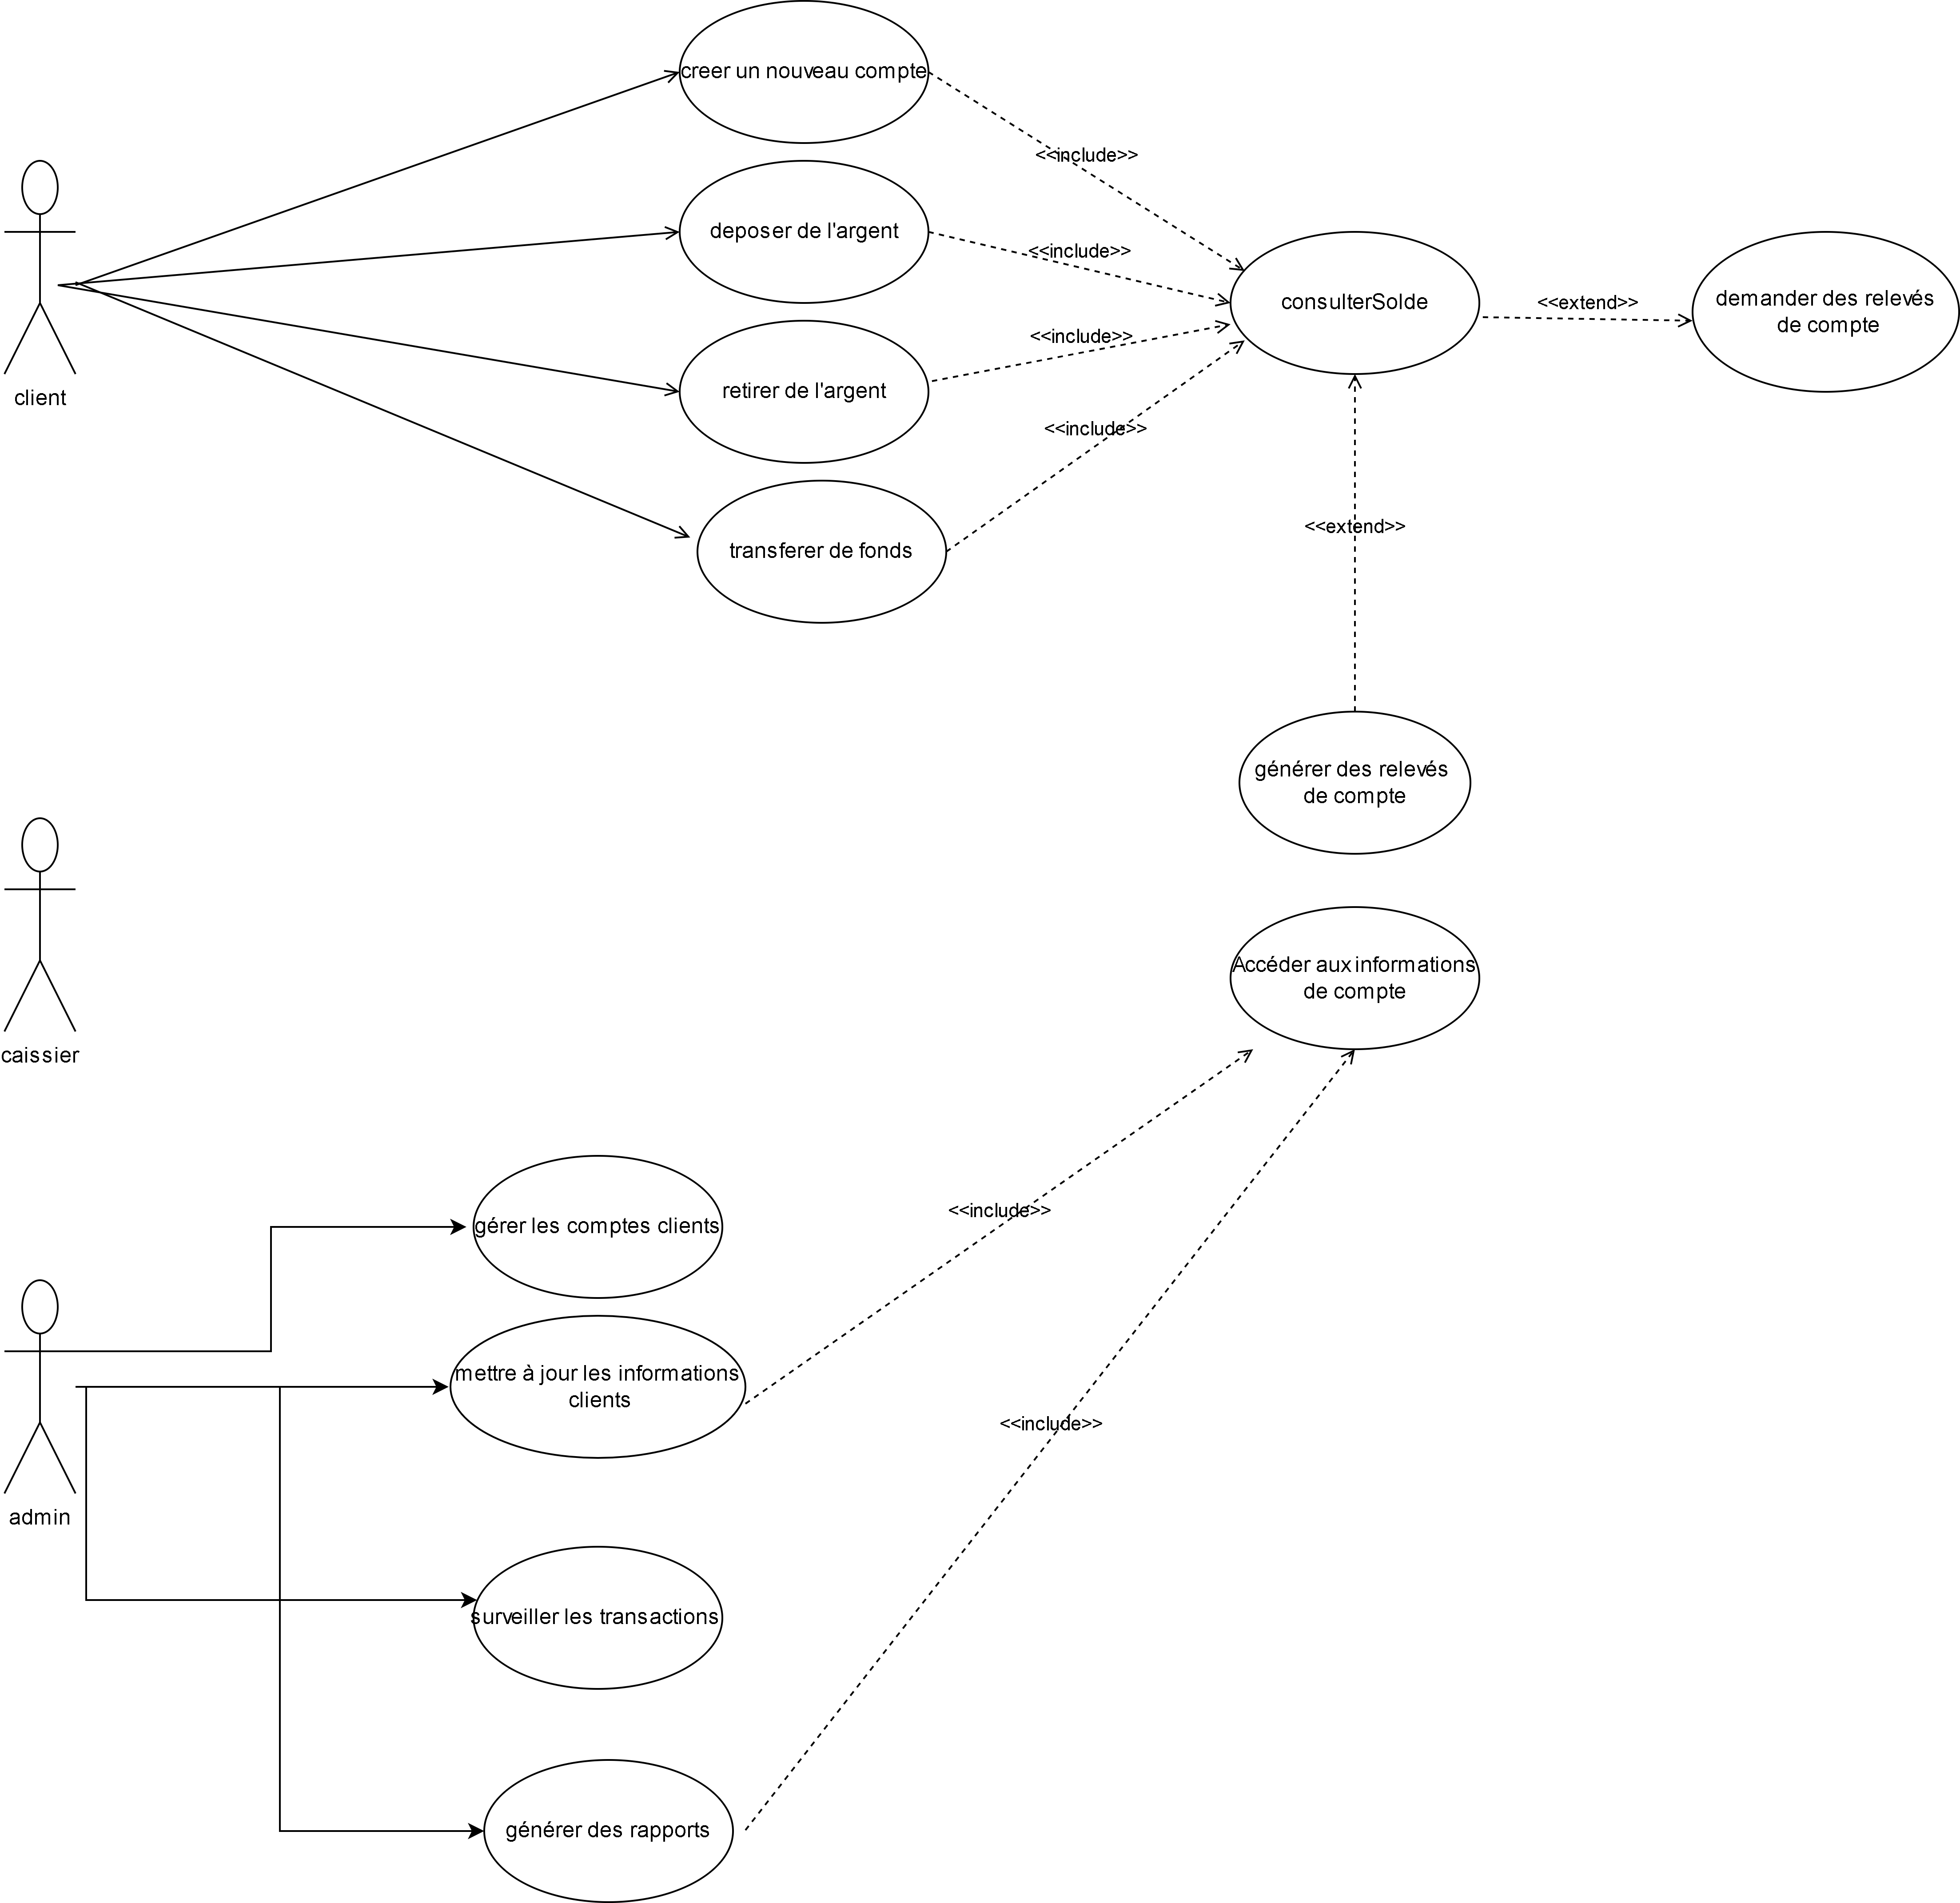 creer un nouveau compte
<<include>>
deposer de l'argent
<<include>>
consulterSolde
<<extend>>
demander des relevés
de compte
<<include>>
retirer de l'argent
client
<<include>>
<<extend>>
transferer de fonds
générer des relevés
de compte
Accéder aux informations
de compte
caissier
<<include>>
gérer les comptes clients
mettre à jour les informations
clients
<<include>>
admin
surveiller les transactions
générer des rapports